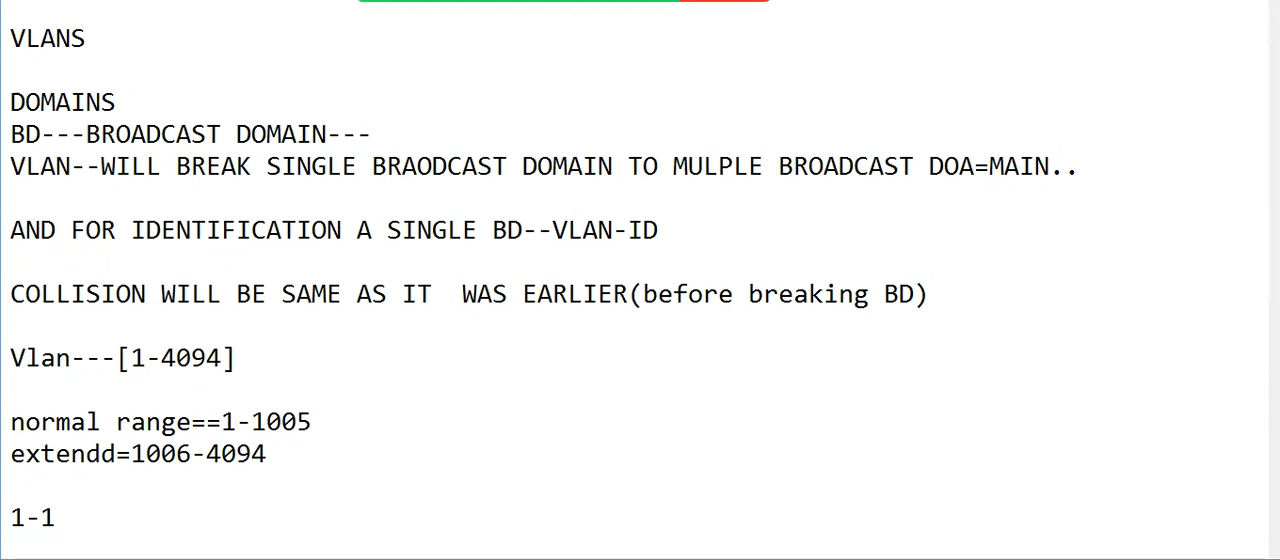 VLANS
DOMAINS
BD---BROADCAST DOMAIN---
VLAN--WILL BREAK SINGLE BRAODCAST DOMAIN TO MULPLE BROADCAST DOA=MAIN..
AND FOR IDENTIFICATION A SINGLE BD--VLAN-ID
COLLISION WILL BE SAME AS IT  WAS EARLIER(before breaking BD)
Vlan---[1-4094]
normal range==1-1005
extendd=1006-4094
1-1